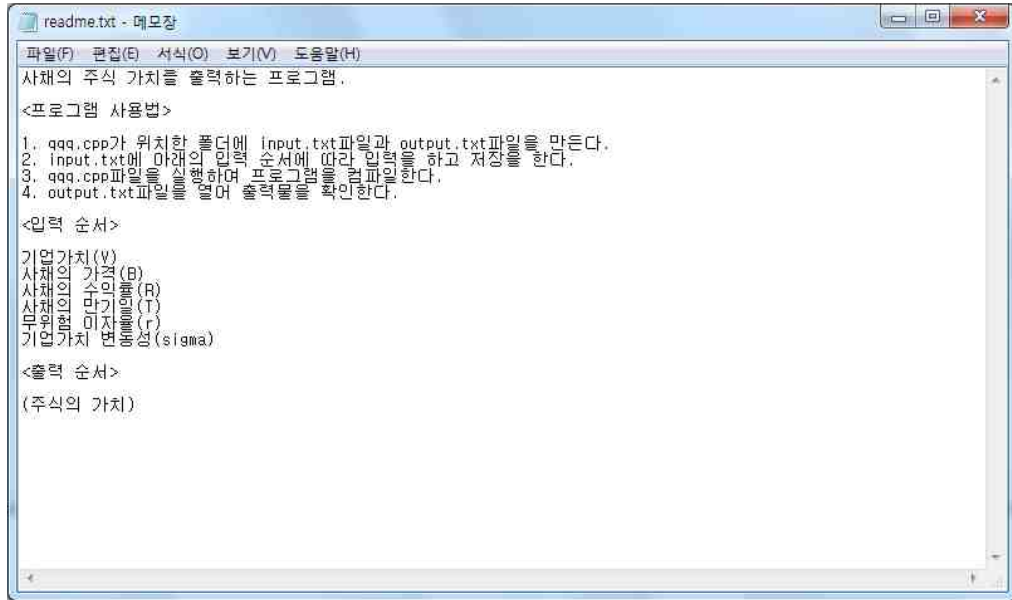 readme.txt - 메모장
파일(F) 편집(E) 서식(O) 보기(V) 도움말(H)
사채의 주식 가치를 출력하는 프로그램.
<프로그램 사용법>
1. qqq.cpp가 위치한 폴더에 input.txt파일과 output.txt파일을 만든다.
2. input.txt에 아래의 입력 순서에 따라 입력을 하고 저장을 한다.
3. qqq.cpp파일을 실행하며 프로그램을 컴파일한다.
4. output.txt파일을 열어 출력물을 확인한다.
<입력 순서>
기업가치(V)
사채의 가격(B)
사채의 수익률(R)
사채의 만기일(T)
무위험 이자율(r)
기업가치 변동성(sigma)
<출력 순서>
(주식의 가치)